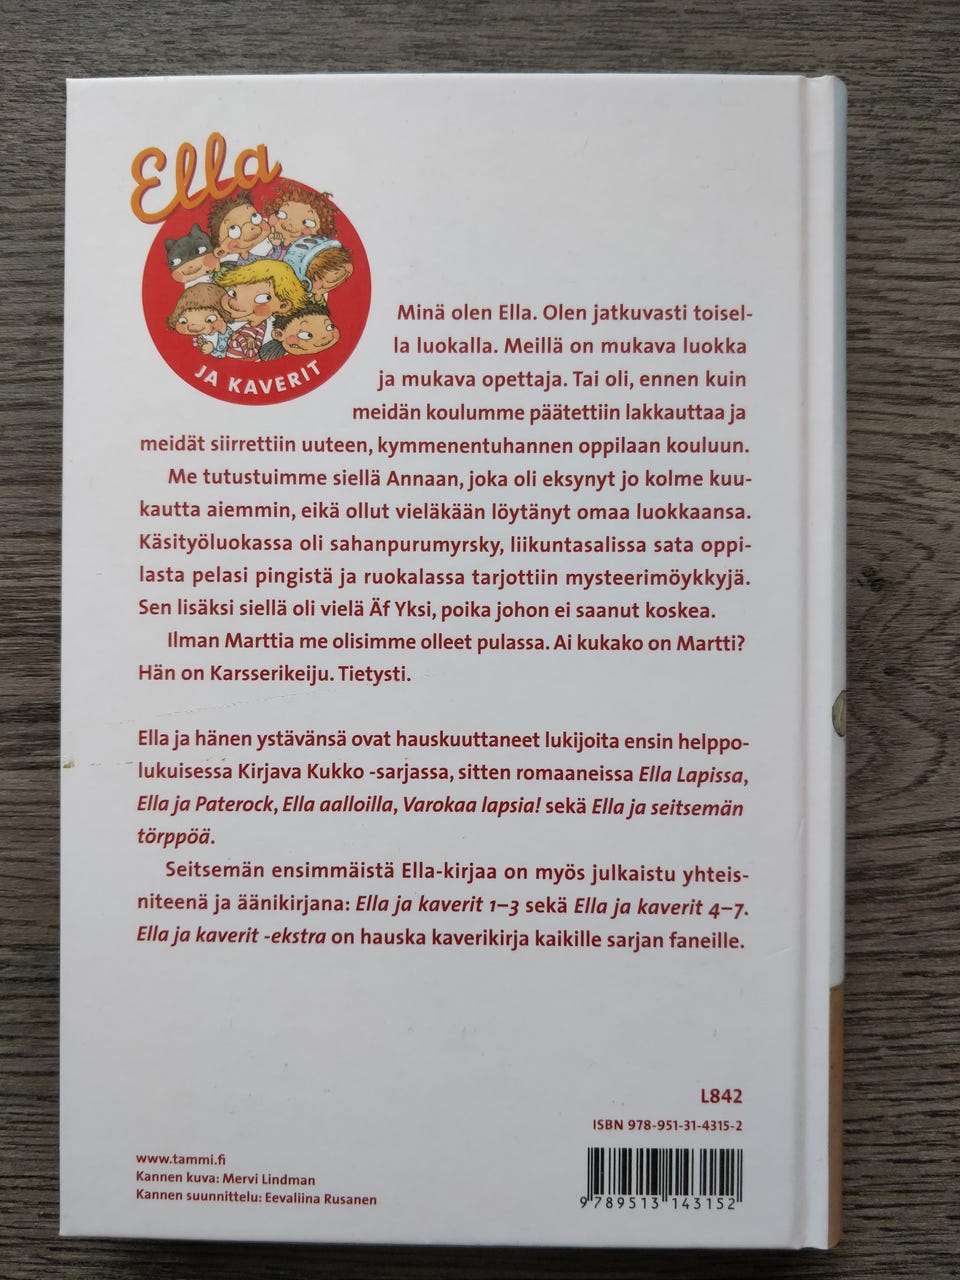 Ella
JA KAVERIT
Minä olen Ella. Olen jatkuvasti toisel-
la luokalla. Meillä on mukava luokka
ja mukava opettaja. Tai oli, ennen kuin
meidän koulumme päätettiin lakkauttaa ja
meidät siirrettiin uuteen, kymmenentuhannen oppilaan kouluun.
Me tutustuimme siellä Annaan, joka oli eksynyt jo kolme kuu-
kautta aiemmin, eikä ollut vieläkään löytänyt omaa luokkaansa.
Käsityöluokassa oli sahanpurumyrsky, liikuntasalissa sata oppi-
lasta pelasi pingistä ja ruokalassa tarjottiin mysteerimöykkyjä.
Sen lisäksi siellä oli vielä Äf Yksi, poika johon ei saanut koskea.
Ilman Marttia me olisimme olleet pulassa. Ai kukako on Martti?
Hän on Karsserikeiju. Tietysti.
Ella ja hänen ystävänsä ovat hauskuuttaneet lukijoita ensin helppo-
lukuisessa Kirjava Kukko -sarjassa, sitten romaaneissa Ella Lapissa,
Ella ja Paterock, Ella aalloilla, Varokaa lapsia! sekä Ella ja seitsemän
törppöä.
Seitsemän ensimmäistä Ella-kirjaa on myös julkaistu yhteis-
niteenä ja äänikirjana: Ella ja kaverit 1–3 sekä Ella ja kaverit 4–7.
Ella ja kaverit -ekstra on hauska kaverikirja kaikille sarjan faneille.
L842
ISBN 978-951-31-4315-2
www.tammi.fi
Kannen kuva: Mervi Lindman
Kannen suunnittelu: Eevaliina Rusanen
9 789513 143152